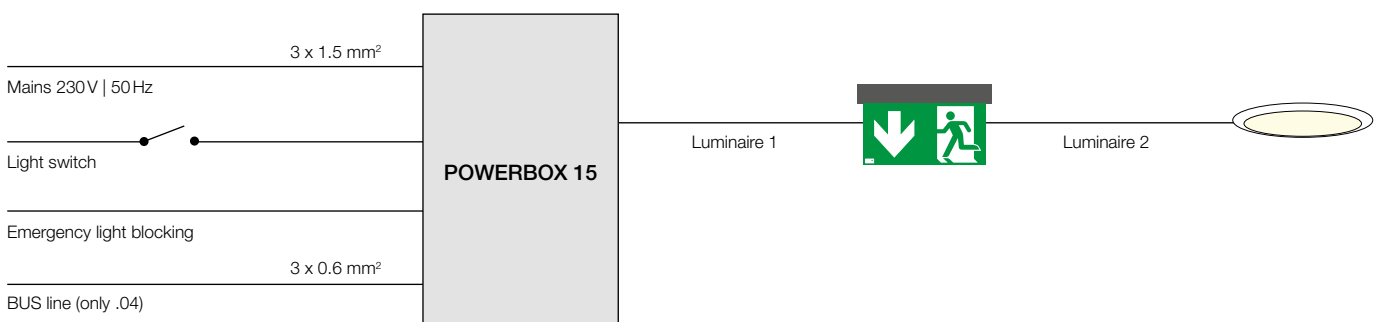 3 x 1.5 mm²
Mains 230 V | 50 Hz
Light switch
Emergency light blocking
3 x 0.6 mm²
BUS line (only .04)
POWERBOX 15
Luminaire 1
Luminaire 2